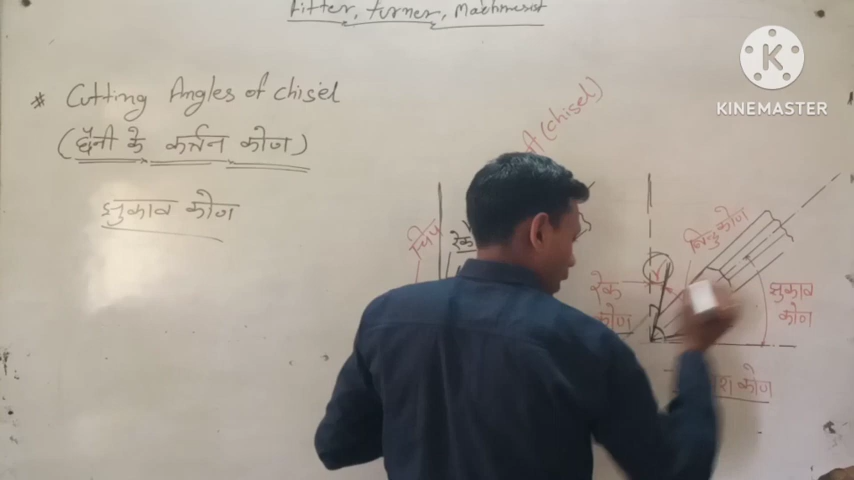 Fitter, Turner, Machinist
* Cutting Angles of chisel
(छैनी के कर्तन कोण)
झुकाव कोण
(chisel)
चिप
रेक
बिन्दु कोण
रेक
कोण
झुकाव
कोण
कोण
KINEMASTER